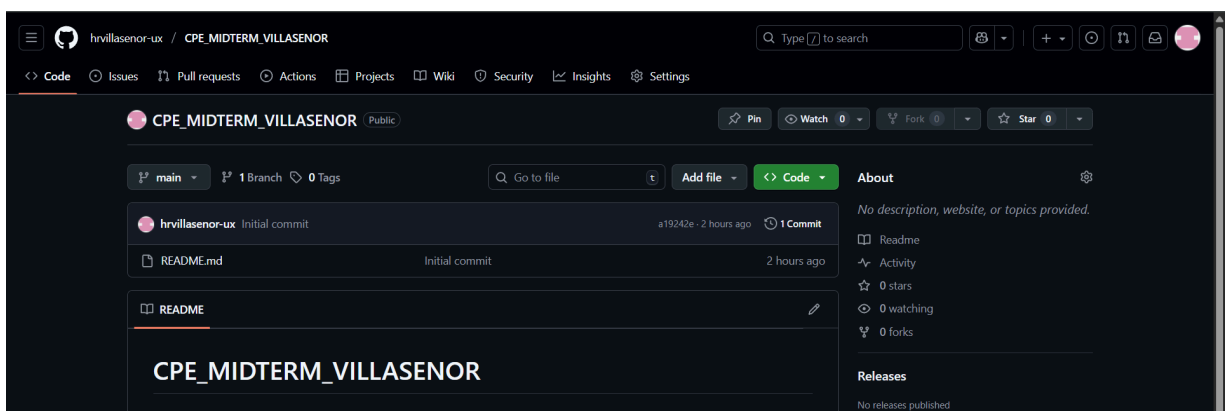 hrvillasenor-ux / CPE_MIDTERM_VILLASENOR
Type / to search
Code Issues Pull requests Actions Projects Wiki Security Insights Settings
CPE_MIDTERM_VILLASENOR Public
Pin Watch 0 Fork 0 Star 0
main 1 Branch 0 Tags
Go to file t Add file Code
About
No description, website, or topics provided.
hrvillasenor-ux Initial commit a19242e · 2 hours ago 1 Commit
README.md Initial commit 2 hours ago
Readme
Activity
0 stars
0 watching
0 forks
README
CPE_MIDTERM_VILLASENOR
Releases
No releases published